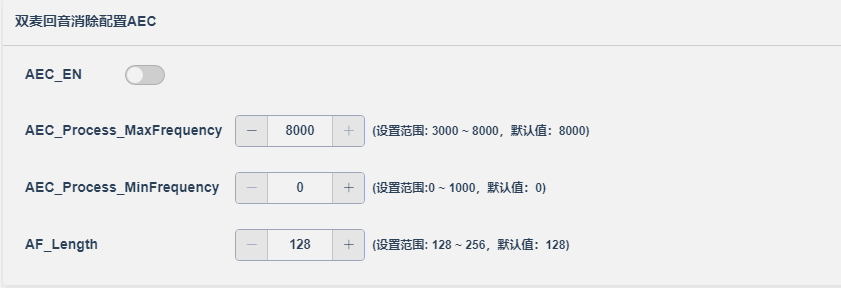 双麦回音消除配置AEC
AEC_EN
AEC_Process_MaxFrequency － 8000 ＋ (设置范围: 3000 ~ 8000，默认值：8000)
AEC_Process_MinFrequency － 0 ＋ (设置范围:0 ~ 1000，默认值：0)
AF_Length － 128 ＋ (设置范围: 128 ~ 256，默认值：128)